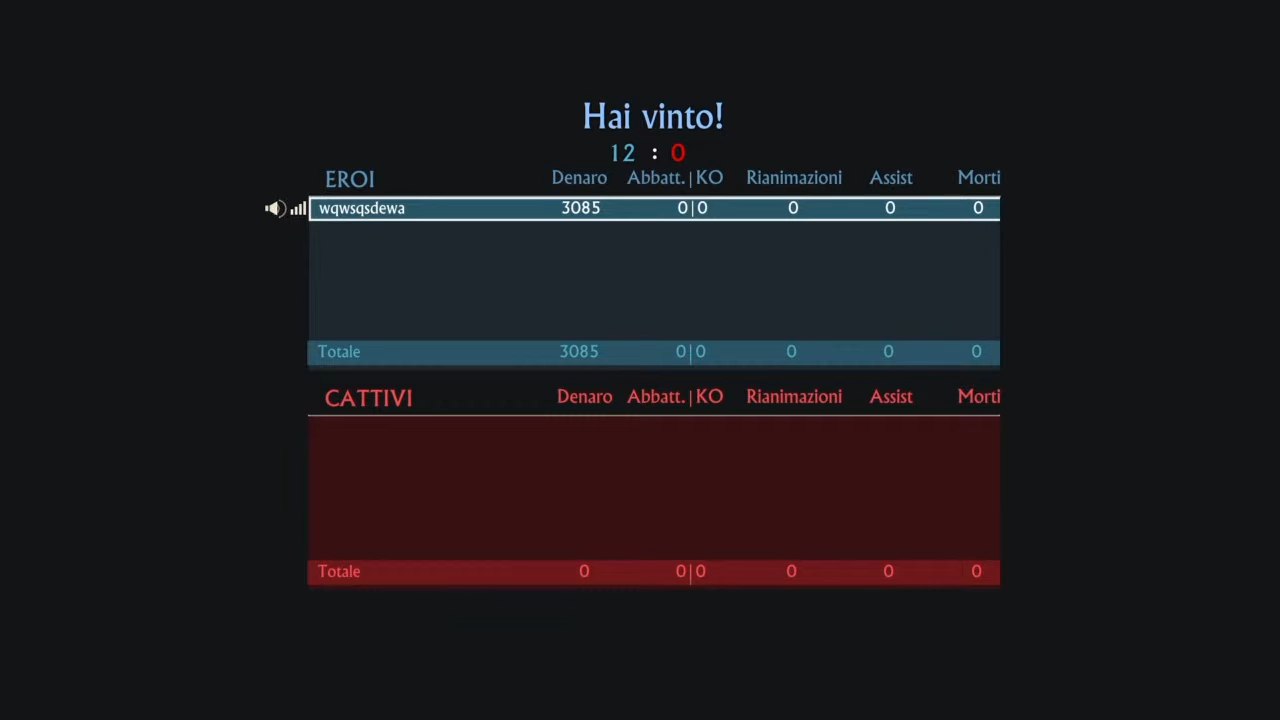 Hai vinto!
12 : 0
EROI Denaro Abbatt. | KO Rianimazioni Assist Morti
wqwsqsdewa 3085 0|0 0 0 0
Totale 3085 0|0 0 0 0
CATTIVI Denaro Abbatt. | KO Rianimazioni Assist Morti
Totale 0 0|0 0 0 0